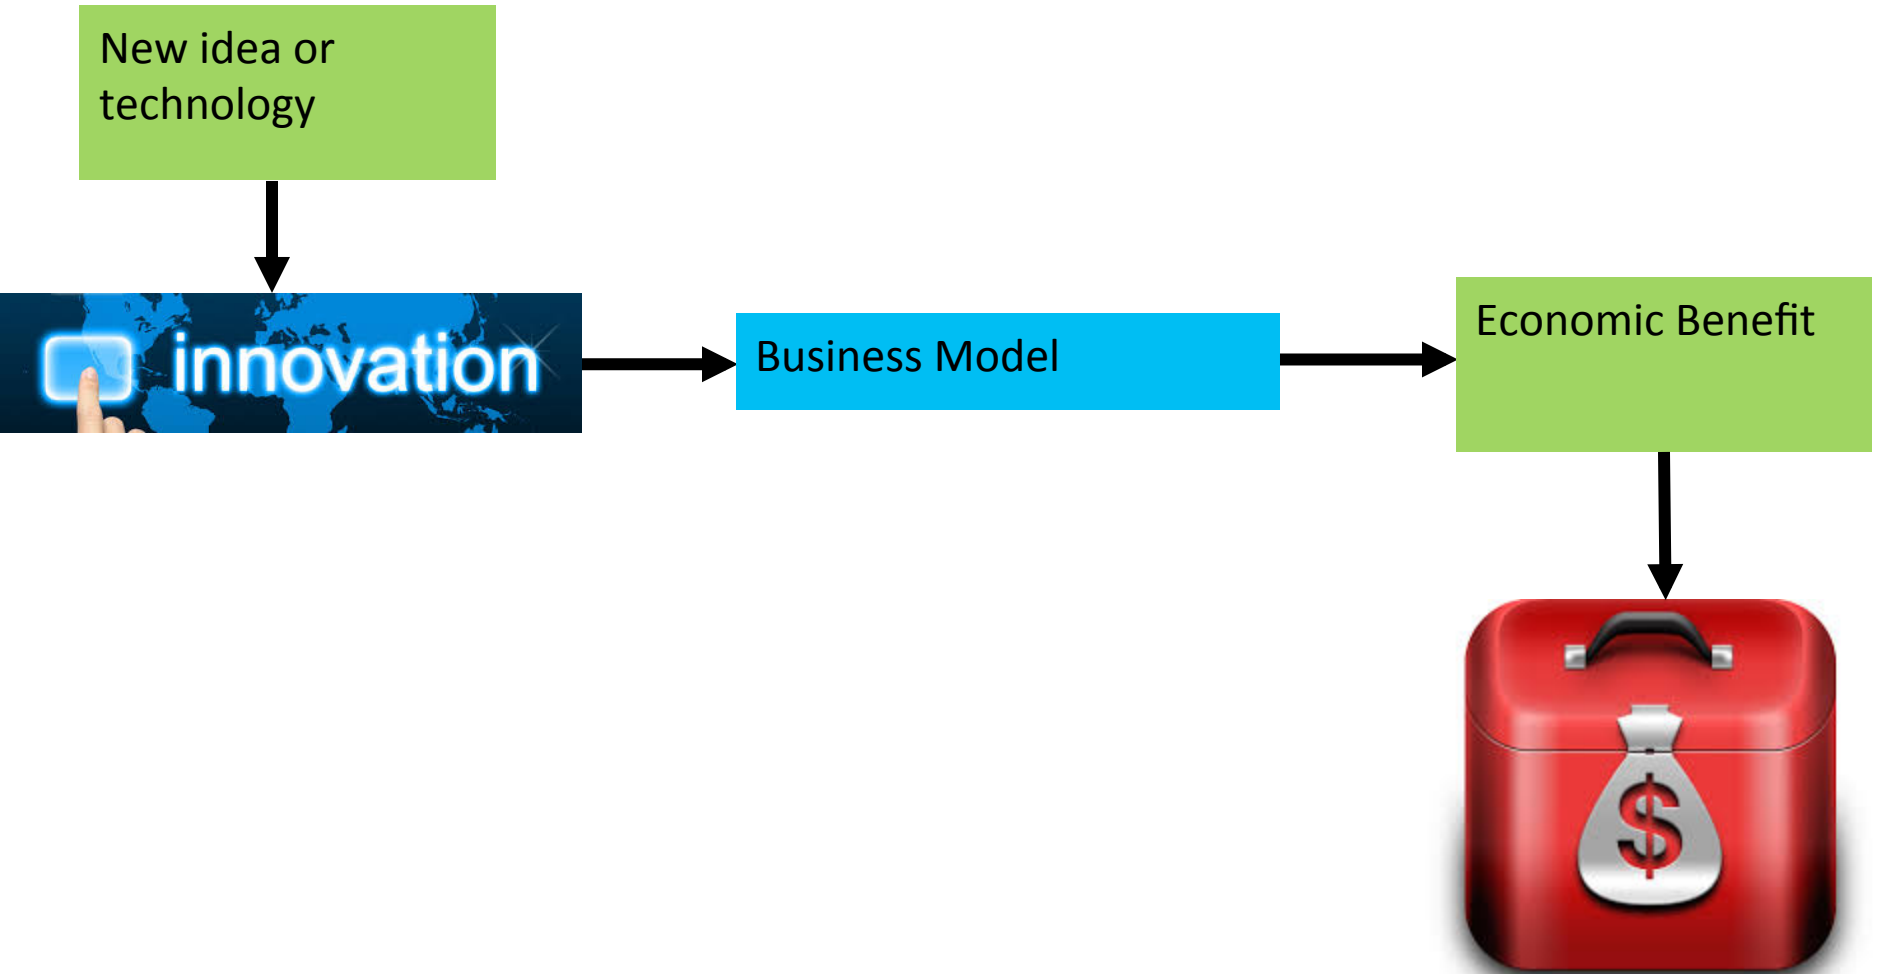 New idea or
technology
innovation
Business Model
Economic Benefit
$